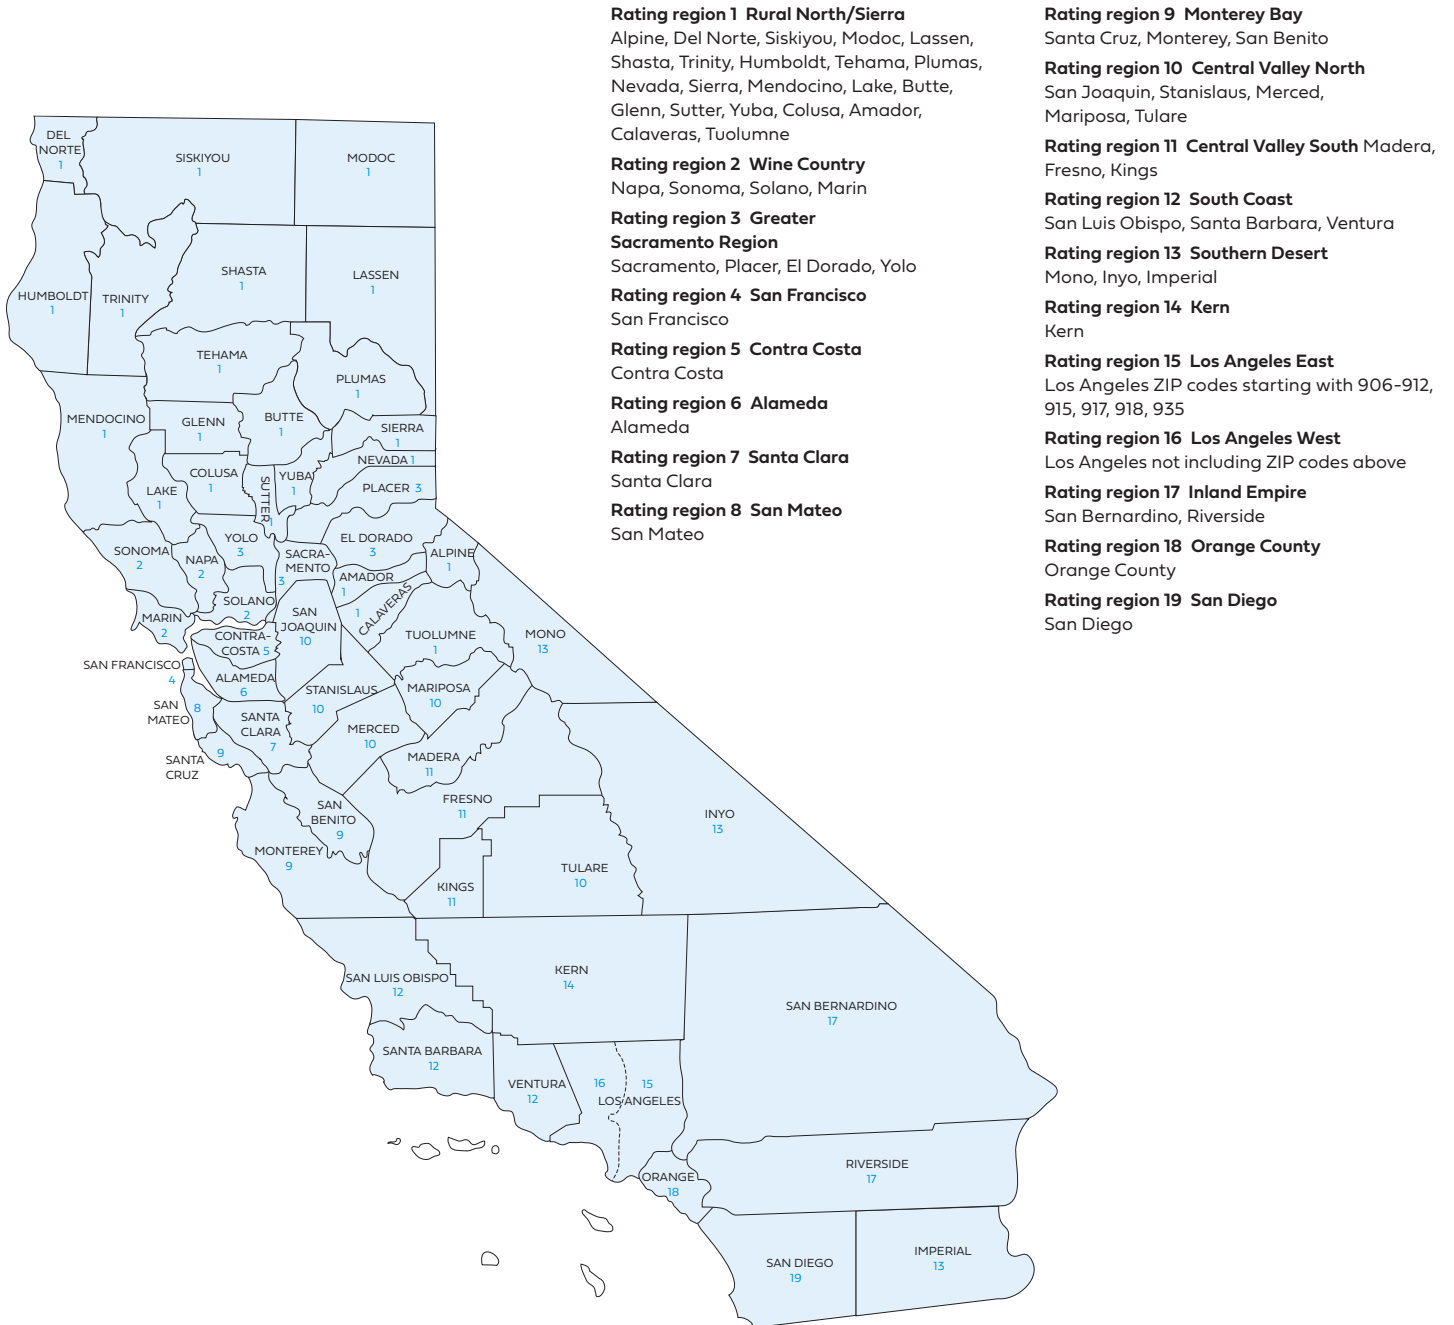 Rating region 1 Rural North/Sierra
Alpine, Del Norte, Siskiyou, Modoc, Lassen,
Shasta, Trinity, Humboldt, Tehama, Plumas,
Nevada, Sierra, Mendocino, Lake, Butte,
Glenn, Sutter, Yuba, Colusa, Amador,
Calaveras, Tuolumne
Rating region 2 Wine Country
Napa, Sonoma, Solano, Marin
Rating region 3 Greater
Sacramento Region
Sacramento, Placer, El Dorado, Yolo
Rating region 4 San Francisco
San Francisco
Rating region 5 Contra Costa
Contra Costa
Rating region 6 Alameda
Alameda
Rating region 7 Santa Clara
Santa Clara
Rating region 8 San Mateo
San Mateo
Rating region 9 Monterey Bay
Santa Cruz, Monterey, San Benito
Rating region 10 Central Valley North
San Joaquin, Stanislaus, Merced,
Mariposa, Tulare
Rating region 11 Central Valley South Madera,
Fresno, Kings
Rating region 12 South Coast
San Luis Obispo, Santa Barbara, Ventura
Rating region 13 Southern Desert
Mono, Inyo, Imperial
Rating region 14 Kern
Kern
Rating region 15 Los Angeles East
Los Angeles ZIP codes starting with 906-912,
915, 917, 918, 935
Rating region 16 Los Angeles West
Los Angeles not including ZIP codes above
Rating region 17 Inland Empire
San Bernardino, Riverside
Rating region 18 Orange County
Orange County
Rating region 19 San Diego
San Diego
DEL
NORTE
1
SISKIYOU
1
MODOC
1
HUMBOLDT
1
TRINITY
1
SHASTA
1
LASSEN
1
TEHAMA
1
PLUMAS
1
MENDOCINO
1
GLENN
1
BUTTE
1
SIERRA
1
NEVADA 1
COLUSA
1
SUTTER
1
YUBA
1
PLACER 3
LAKE
1
SONOMA
2
NAPA
2
YOLO
3
SACRA-
MENTO
3
EL DORADO
3
ALPINE
1
AMADOR
1
CALAVERAS
1
SOLANO
2
MARIN
2
SAN
JOAQUIN
10
CONTRA-
COSTA 5
TUOLUMNE
1
MONO
13
SAN FRANCISCO
4
ALAMEDA
6
STANISLAUS
10
MARIPOSA
10
SAN
MATEO
8
SANTA
CLARA
7
MERCED
10
SANTA
CRUZ
9
MADERA
11
SAN
BENITO
9
FRESNO
11
INYO
13
MONTEREY
9
KINGS
11
TULARE
10
SAN LUIS OBISPO
12
KERN
14
SAN BERNARDINO
17
SANTA BARBARA
12
VENTURA
12
16
15
LOS ANGELES
ORANGE
18
RIVERSIDE
17
SAN DIEGO
19
IMPERIAL
13